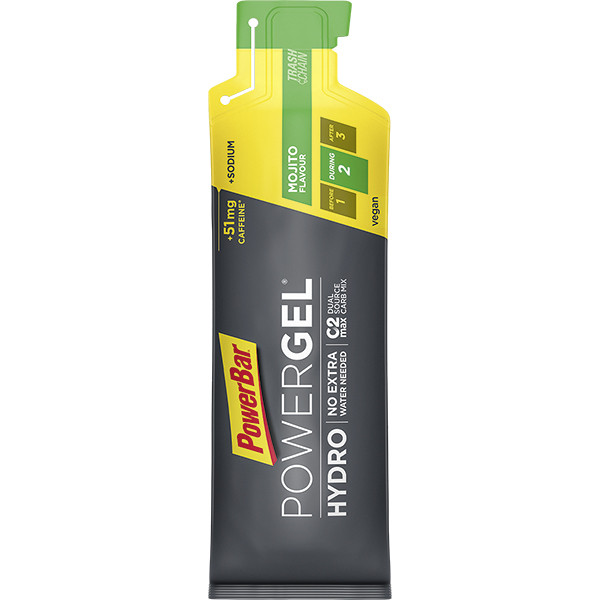 PowerBar®
POWERGEL®
HYDRO
NO EXTRA
WATER NEEDED
C2
max
DUAL
SOURCE
CARB MIX
+51mg
CAFFEINE*
+SODIUM
MOJITO
FLAVOUR
BEFORE
1
DURING
2
AFTER
3
vegan
TRASH
CHAIN